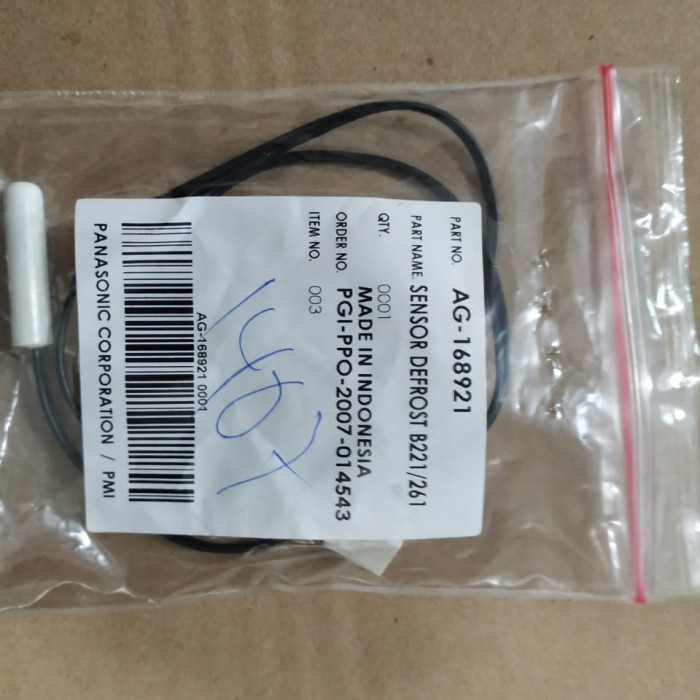 PART NO. AG-168921
PART NAME. SENSOR DEFROST B221/261
QTY. 0001
MADE IN INDONESIA
ORDER NO. PGI-PPO-2007-014543
ITEM NO. 003
AG-168921 0001
PANASONIC CORPORATION / PMI